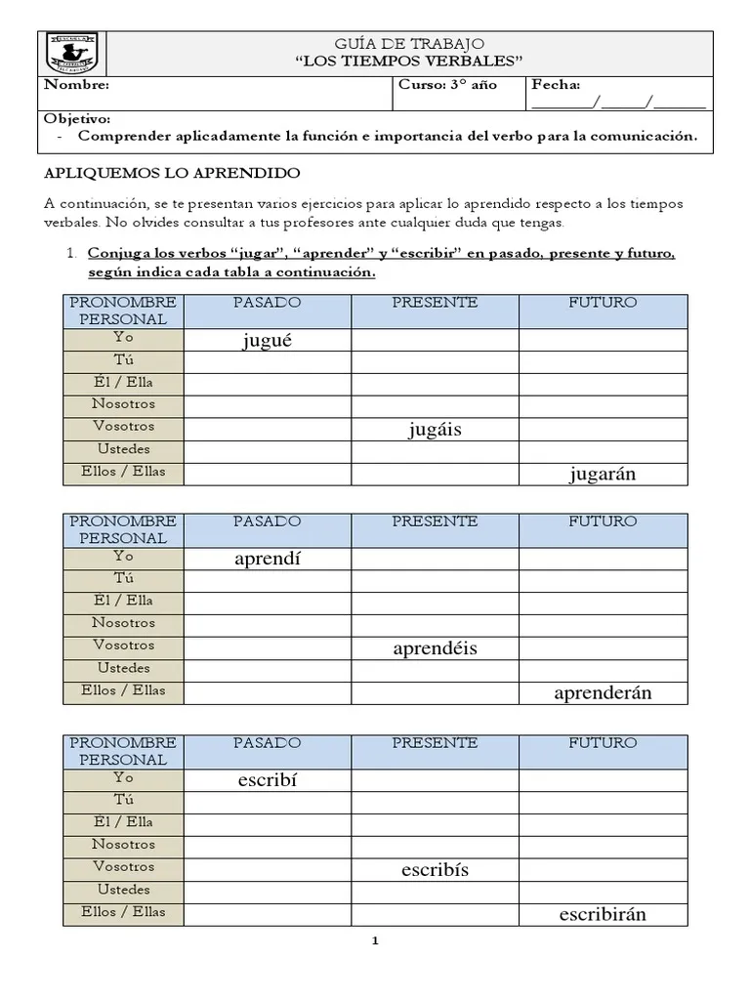 GUÍA DE TRABAJO
“LOS TIEMPOS VERBALES”
Nombre: Curso: 3° año Fecha:
_______/_____/______
Objetivo:
- Comprender aplicadamente la función e importancia del verbo para la comunicación.
APLIQUEMOS LO APRENDIDO
A continuación, se te presentan varios ejercicios para aplicar lo aprendido respecto a los tiempos
verbales. No olvides consultar a tus profesores ante cualquier duda que tengas.
1. Conjuga los verbos “jugar”, “aprender” y “escribir” en pasado, presente y futuro,
según indica cada tabla a continuación.
PRONOMBRE PASADO PRESENTE FUTURO
PERSONAL
Yo jugué
Tú
Él / Ella
Nosotros
Vosotros jugáis
Ustedes
Ellos / Ellas jugarán
PRONOMBRE PASADO PRESENTE FUTURO
PERSONAL
Yo aprendí
Tú
Él / Ella
Nosotros
Vosotros aprendéis
Ustedes
Ellos / Ellas aprenderán
PRONOMBRE PASADO PRESENTE FUTURO
PERSONAL
Yo escribí
Tú
Él / Ella
Nosotros
Vosotros escribís
Ustedes
Ellos / Ellas escribirán
1